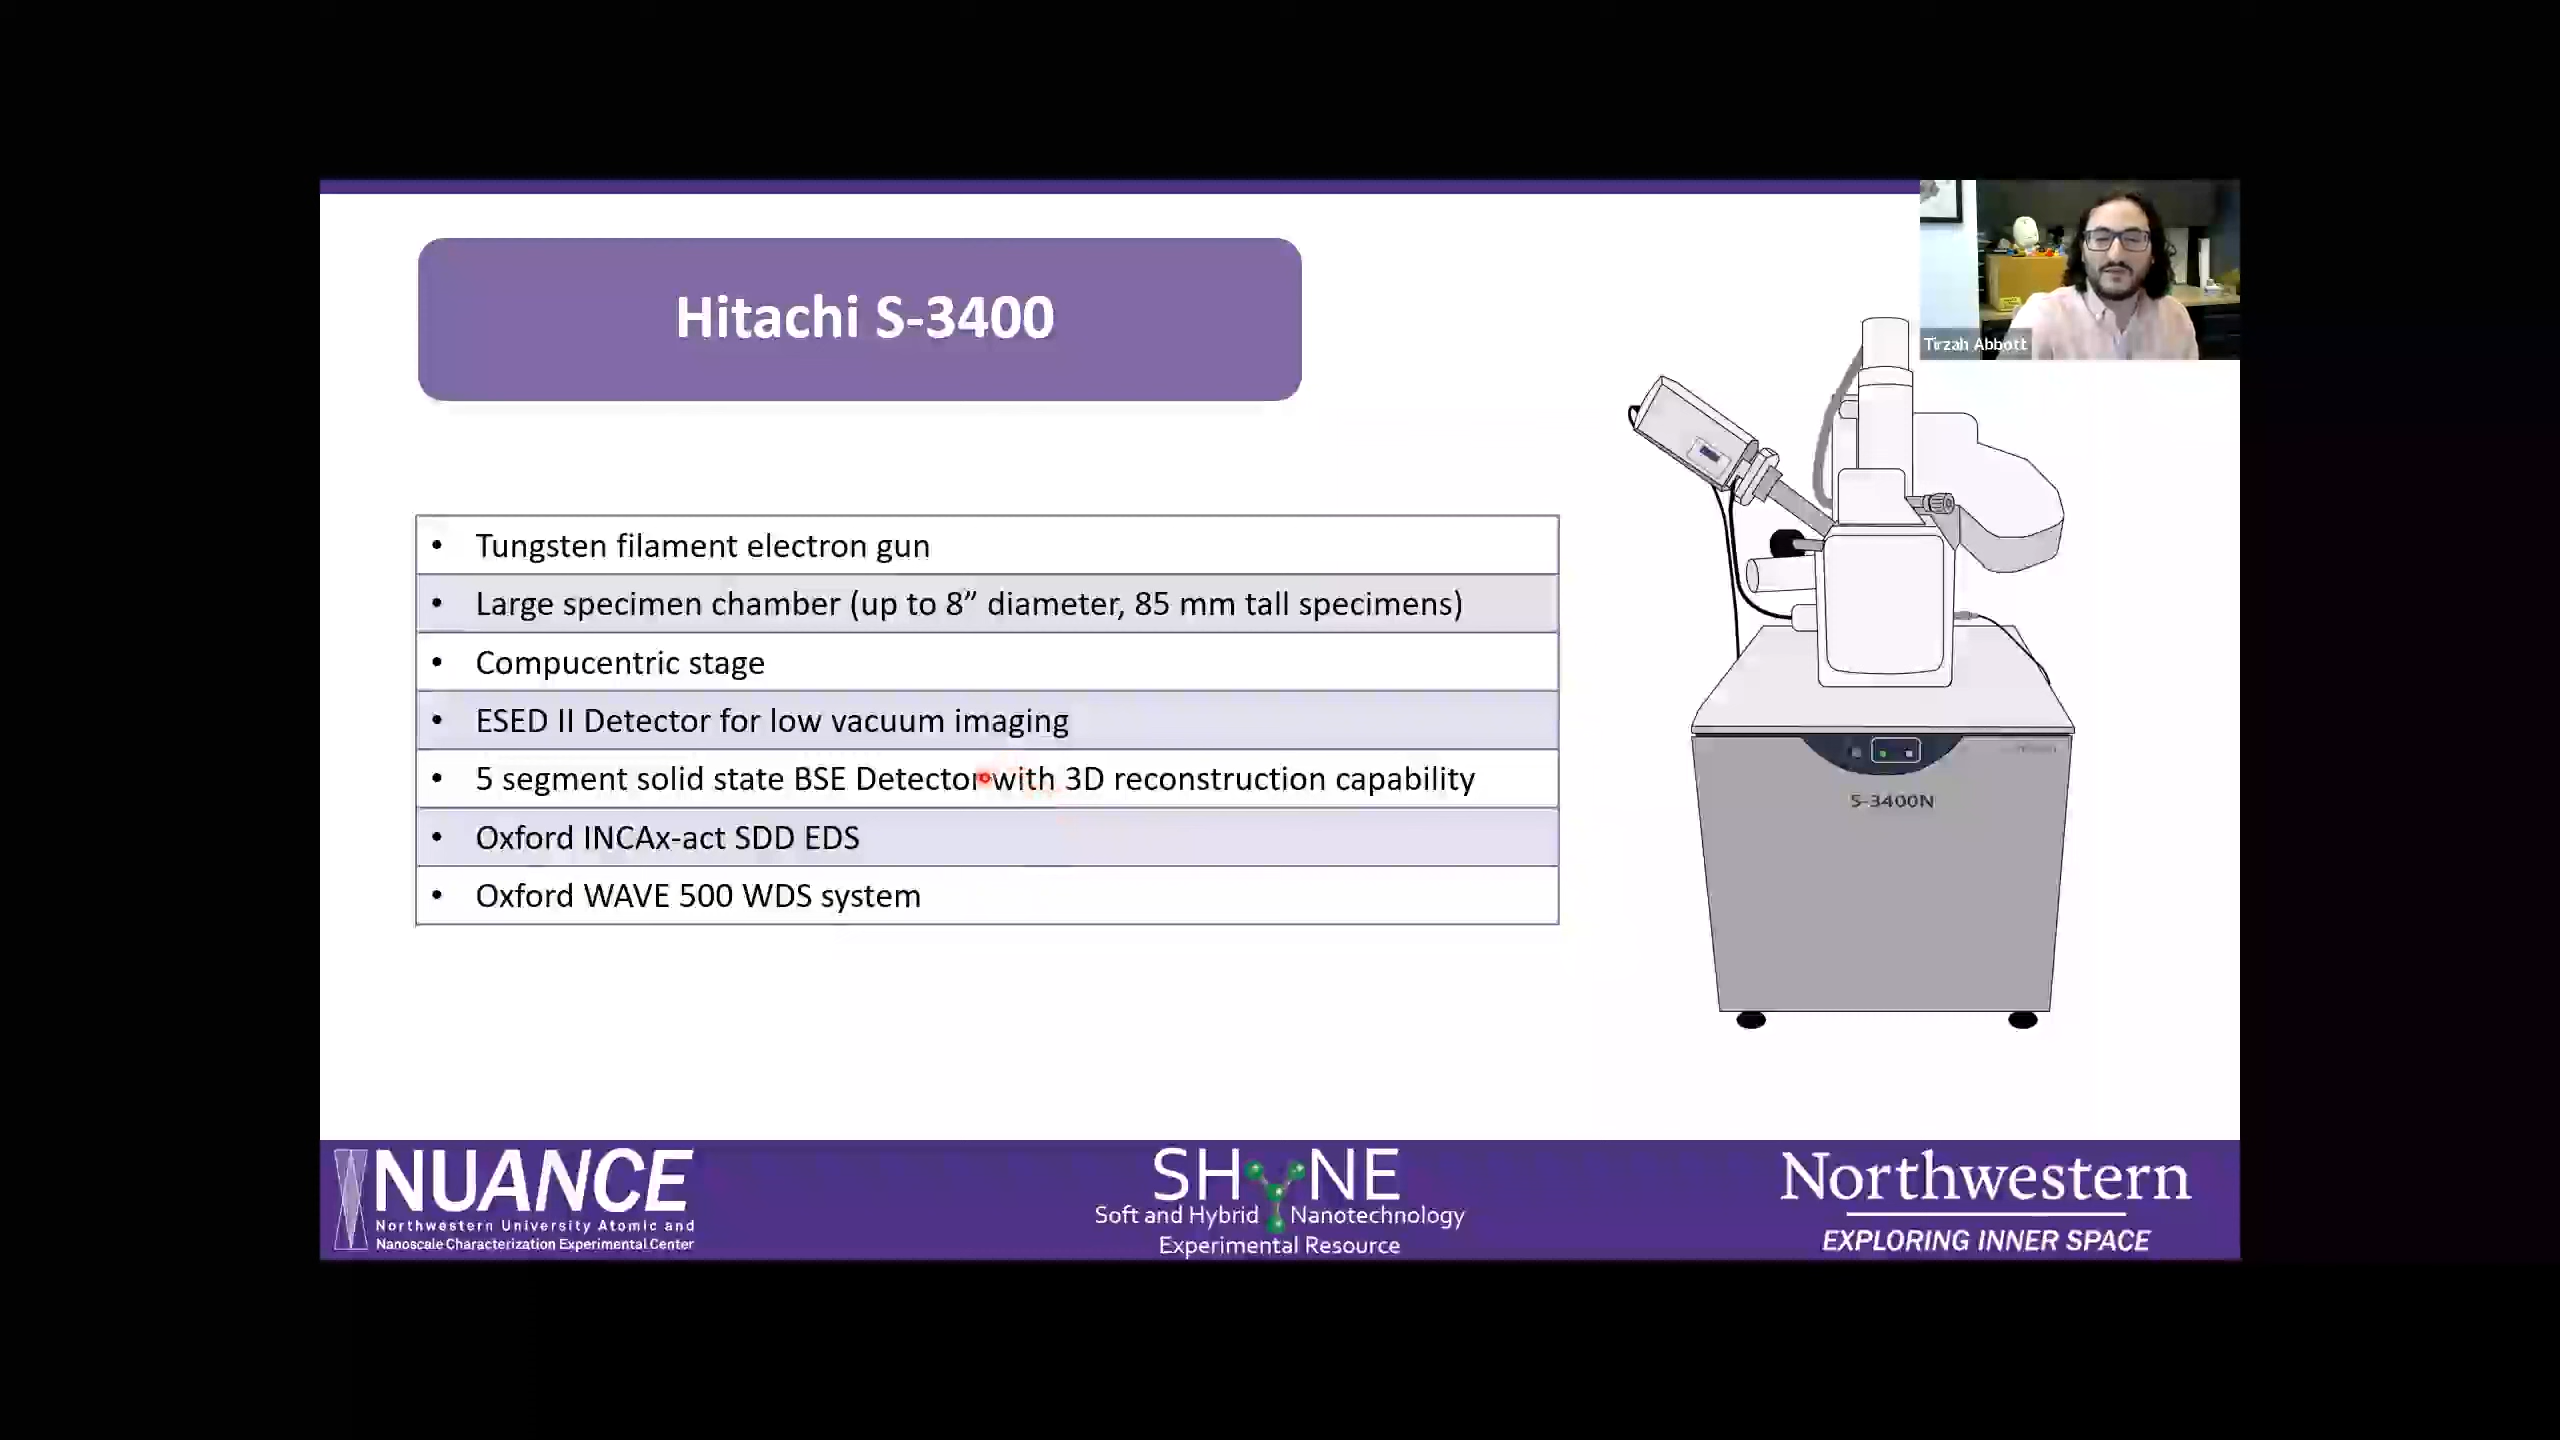 Hitachi S-3400
Tirzah Abbott
• Tungsten filament electron gun
• Large specimen chamber (up to 8” diameter, 85 mm tall specimens)
• Compucentric stage
• ESED II Detector for low vacuum imaging
• 5 segment solid state BSE Detector with 3D reconstruction capability
• Oxford INCAx-act SDD EDS
• Oxford WAVE 500 WDS system
S-3400N
NUANCE
Northwestern University Atomic and
Nanoscale Characterization Experimental Center
SHYNE
Soft and Hybrid Nanotechnology
Experimental Resource
Northwestern
EXPLORING INNER SPACE